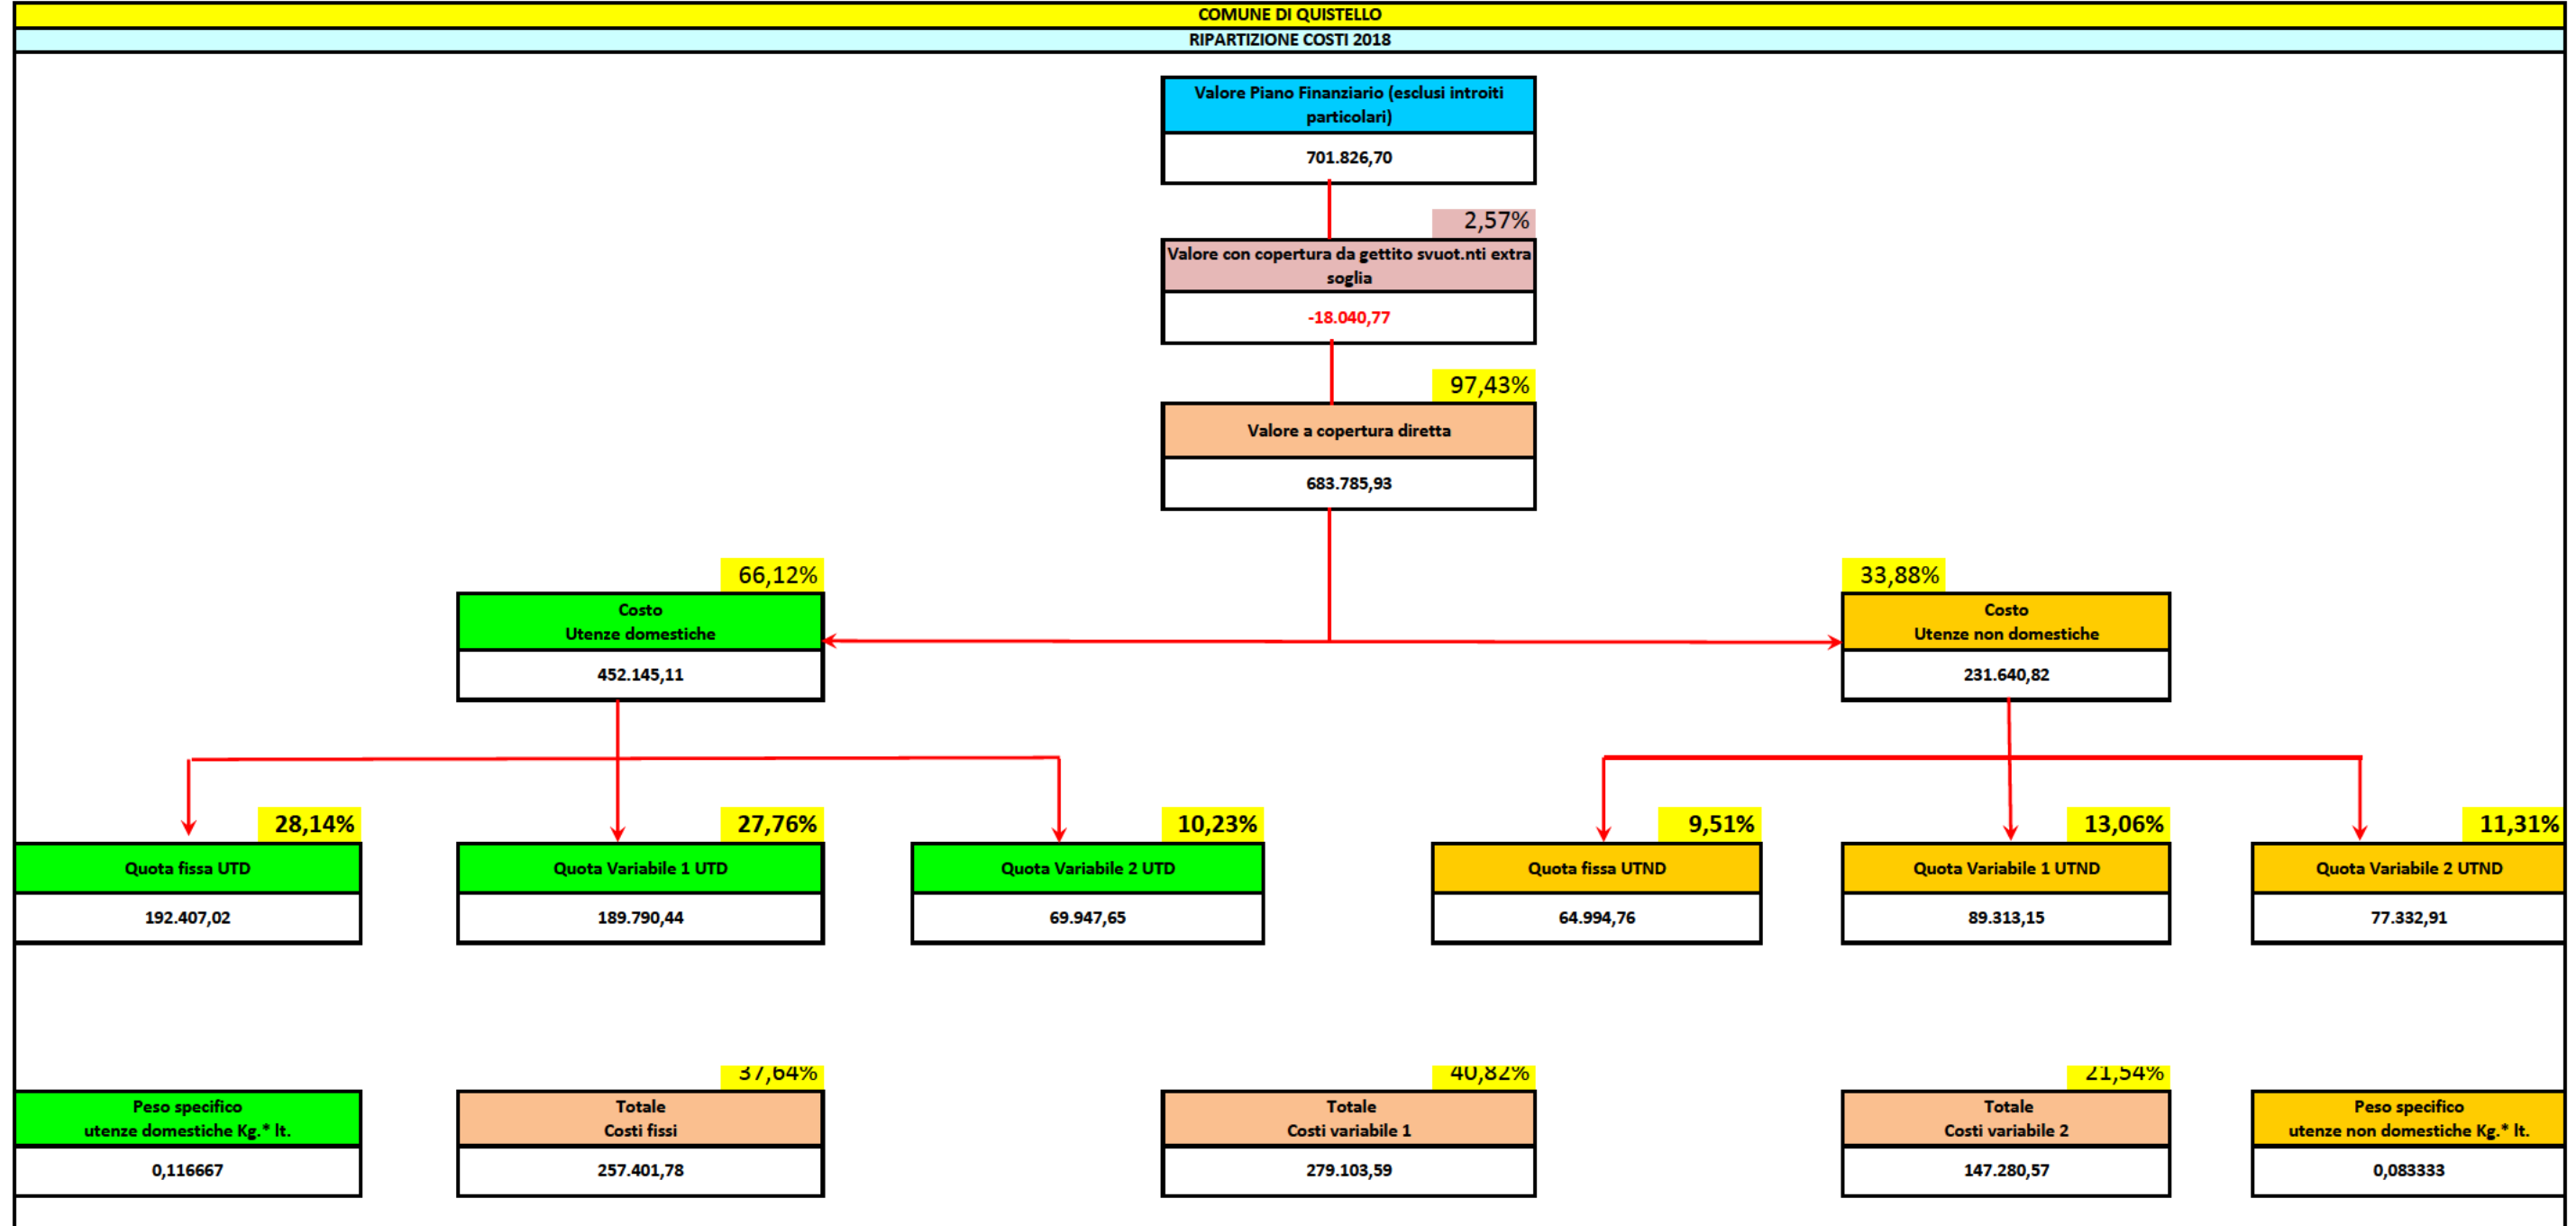 COMUNE DI QUISTELLO
RIPARTIZIONE COSTI 2018
Valore Piano Finanziario (esclusi introiti
particolari)
701.826,70
2,57%
Valore con copertura da gettito svuot.nti extra
soglia
-18.040,77
97,43%
Valore a copertura diretta
683.785,93
66,12%
Costo
Utenze domestiche
452.145,11
33,88%
Costo
Utenze non domestiche
231.640,82
28,14%
Quota fissa UTD
192.407,02
27,76%
Quota Variabile 1 UTD
189.790,44
10,23%
Quota Variabile 2 UTD
69.947,65
9,51%
Quota fissa UTND
64.994,76
13,06%
Quota Variabile 1 UTND
89.313,15
11,31%
Quota Variabile 2 UTND
77.332,91
Peso specifico
utenze domestiche Kg.* lt.
0,116667
37,64%
Totale
Costi fissi
257.401,78
40,82%
Totale
Costi variabile 1
279.103,59
21,54%
Totale
Costi variabile 2
147.280,57
Peso specifico
utenze non domestiche Kg.* lt.
0,083333